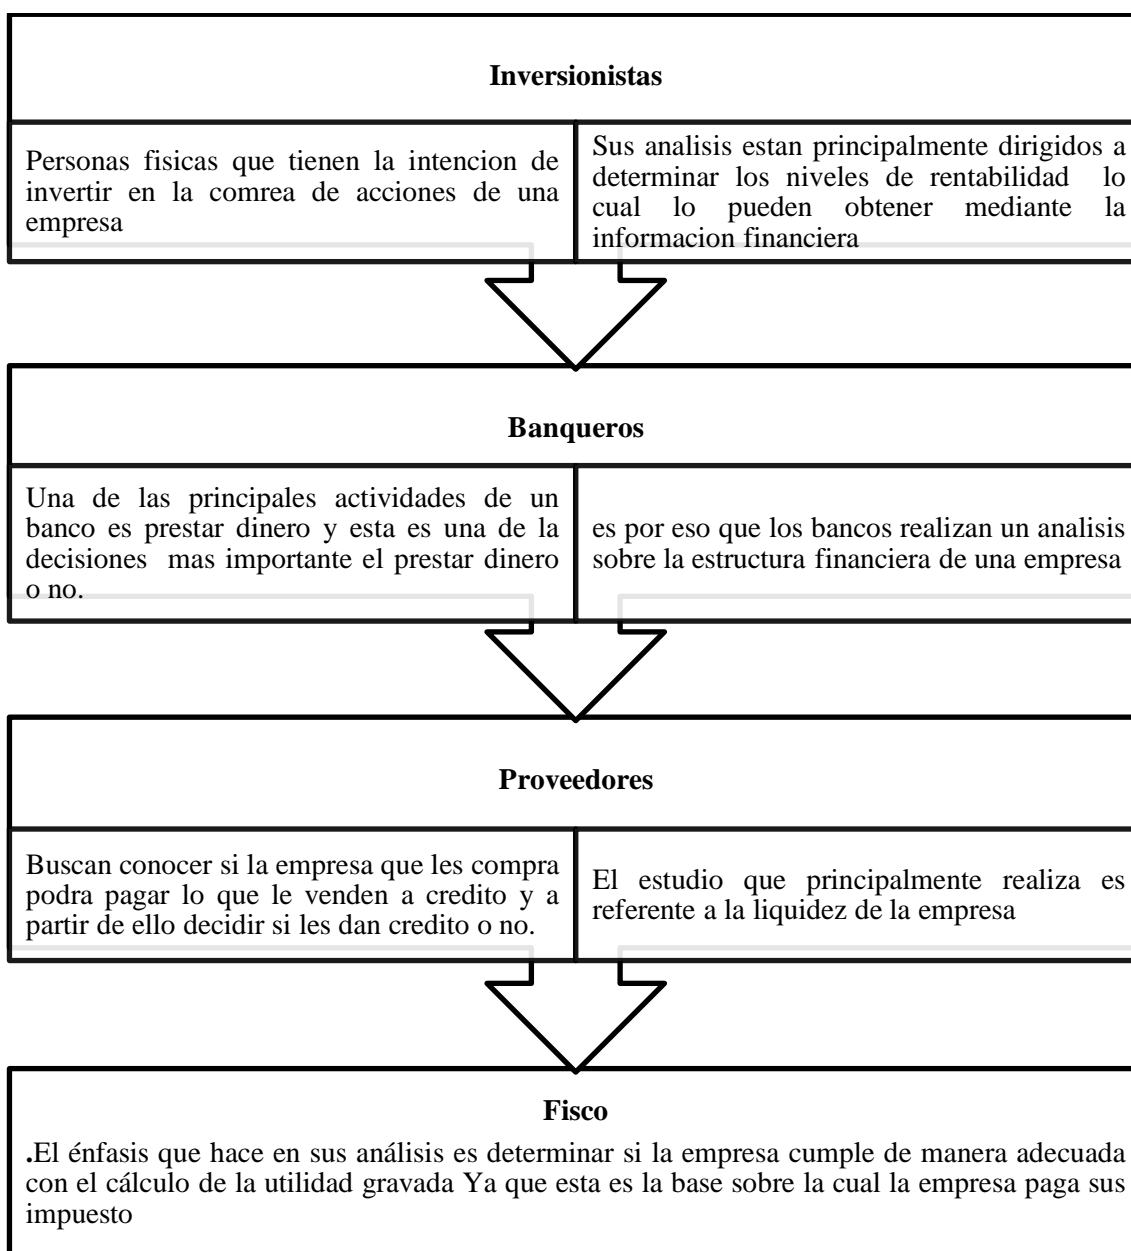 Inversionistas
Personas fisicas que tienen la intencion de
invertir en la comrea de acciones de una
empresa
Sus analisis estan principalmente dirigidos a
determinar los niveles de rentabilidad lo
cual lo pueden obtener mediante la
informacion financiera
Banqueros
Una de las principales actividades de un
banco es prestar dinero y esta es una de la
decisiones mas importante el prestar dinero
o no.
es por eso que los bancos realizan un analisis
sobre la estructura financiera de una empresa
Proveedores
Buscan conocer si la empresa que les compra
podra pagar lo que le venden a credito y a
partir de ello decidir si les dan credito o no.
El estudio que principalmente realiza es
referente a la liquidez de la empresa
Fisco
.El énfasis que hace en sus análisis es determinar si la empresa cumple de manera adecuada
con el cálculo de la utilidad gravada Ya que esta es la base sobre la cual la empresa paga sus
impuesto